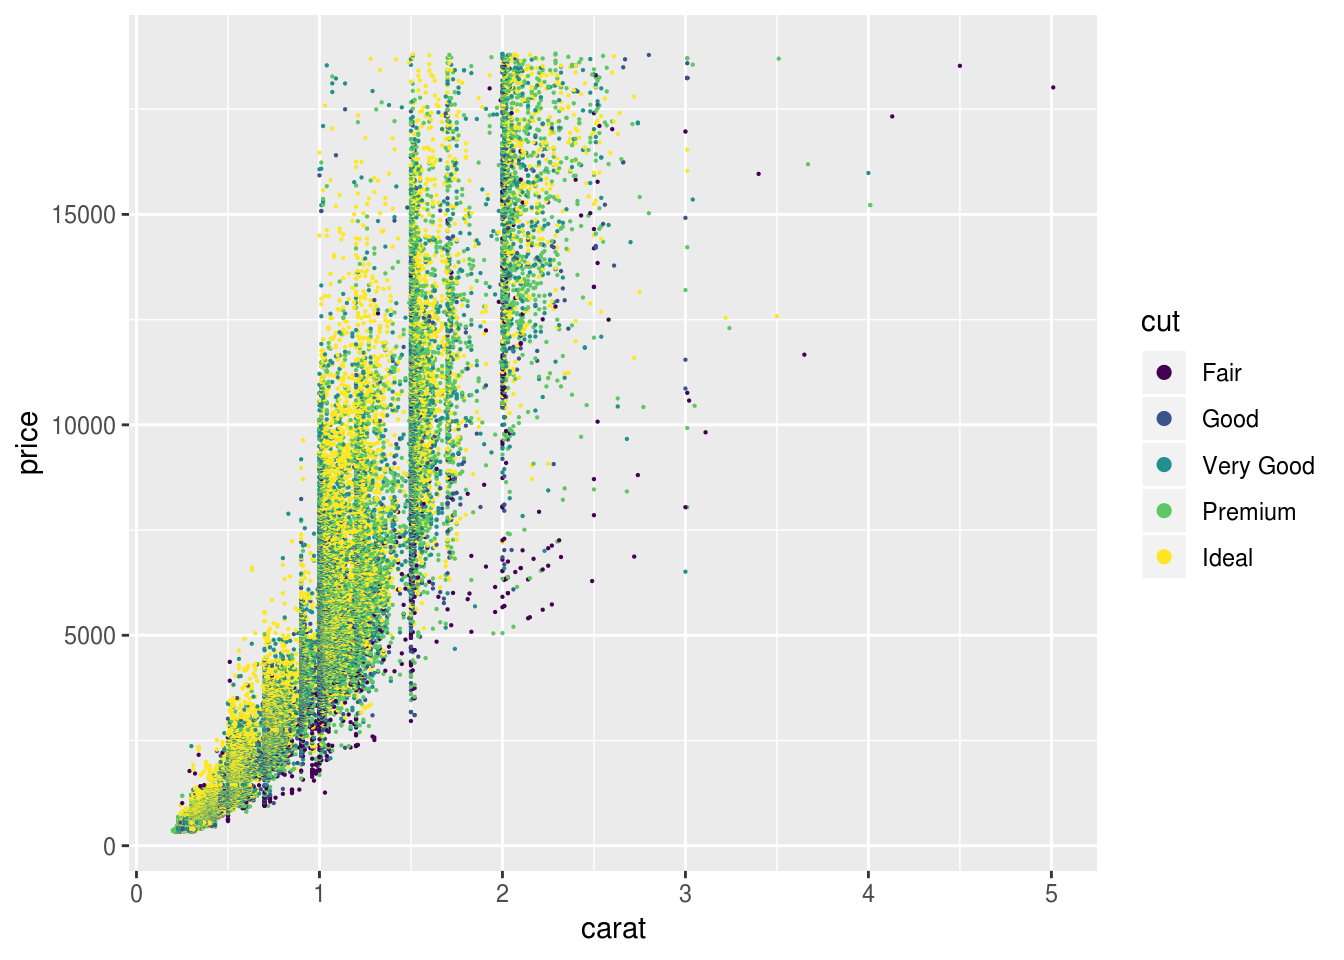 15000
10000
5000
0
price
0 1 2 3 4 5
carat
cut
Fair
Good
Very Good
Premium
Ideal